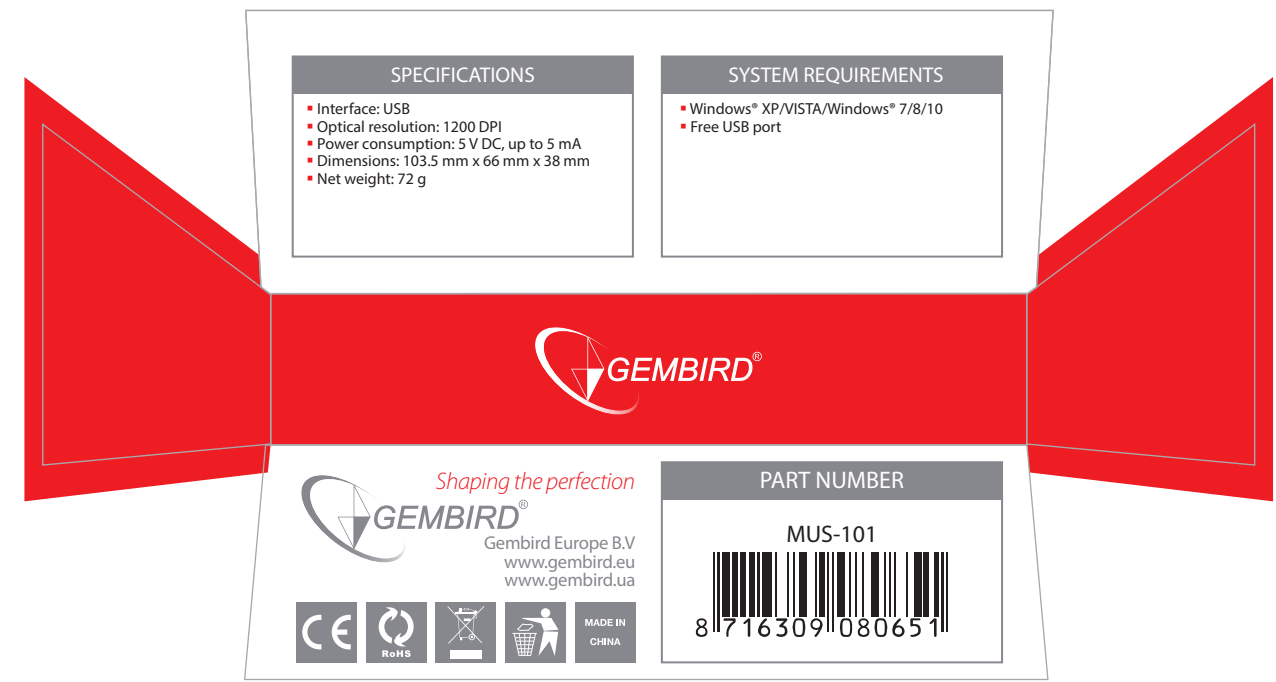 SPECIFICATIONS
▪ Interface: USB
▪ Optical resolution: 1200 DPI
▪ Power consumption: 5 V DC, up to 5 mA
▪ Dimensions: 103.5 mm x 66 mm x 38 mm
▪ Net weight: 72 g
SYSTEM REQUIREMENTS
▪ Windows® XP/VISTA/Windows® 7/8/10
▪ Free USB port
GEMBIRD®
Shaping the perfection
GEMBIRD®
Gembird Europe B.V
www.gembird.eu
www.gembird.ua
CE
RoHS
MADE IN
CHINA
PART NUMBER
MUS-101
8 716309 080651